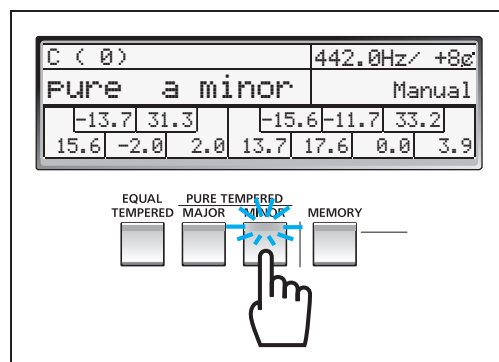 C ( 0) 442.0Hz/ +8¢
Pure a minor Manual
-13.7 31.3 -15.6 -11.7 33.2
15.6 -2.0 2.0 13.7 17.6 0.0 3.9
EQUAL PURE TEMPERED
TEMPERED MAJOR MINOR MEMORY